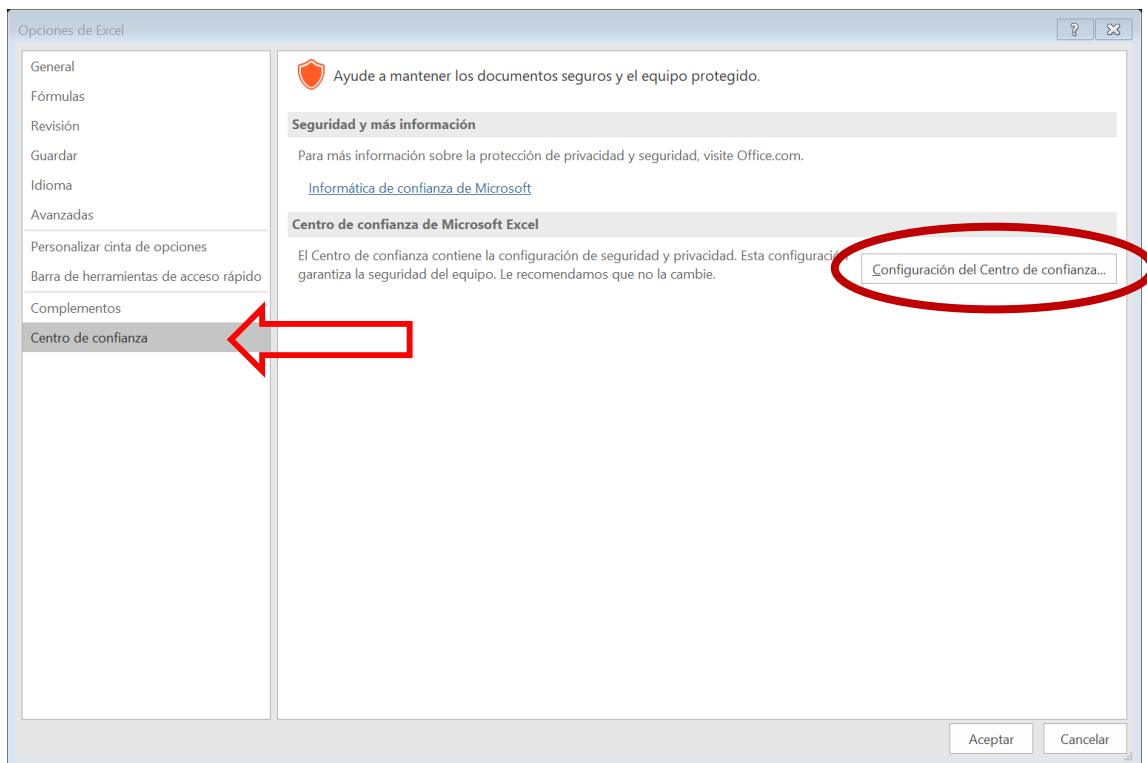 Opciones de Excel
General
Fórmulas
Revisión
Guardar
Idioma
Avanzadas
Personalizar cinta de opciones
Barra de herramientas de acceso rápido
Complementos
Centro de confianza
Ayude a mantener los documentos seguros y el equipo protegido.
Seguridad y más información
Para más información sobre la protección de privacidad y seguridad, visite Office.com.
Informática de confianza de Microsoft
Centro de confianza de Microsoft Excel
El Centro de confianza contiene la configuración de seguridad y privacidad. Esta configuración
garantiza la seguridad del equipo. Le recomendamos que no la cambie.
Configuración del Centro de confianza...
Aceptar
Cancelar